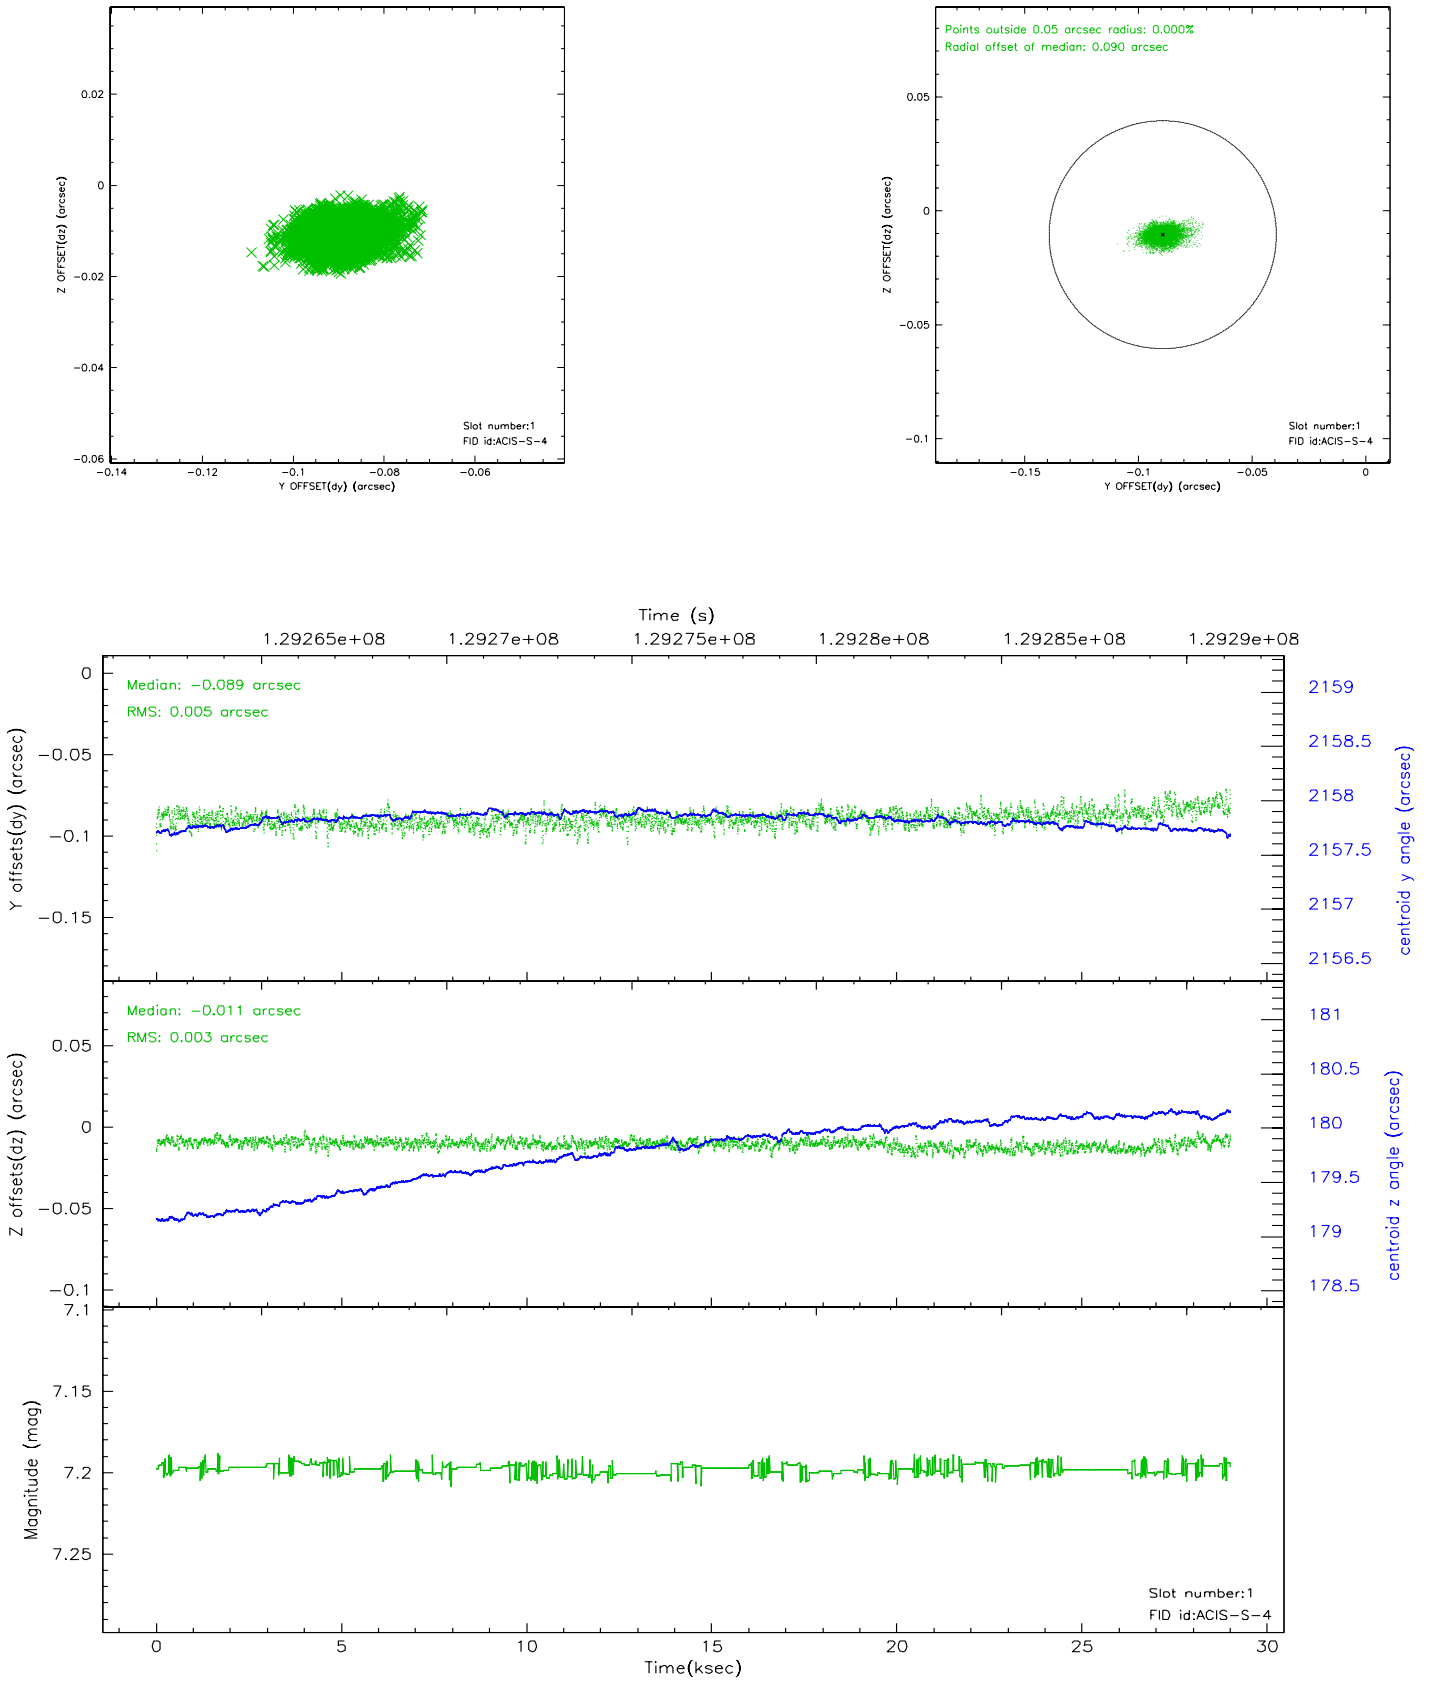 0.02
0
-0.02
-0.04
-0.06
Z OFFSET(dz) (arcsec)
Slot number:1
FID id:ACIS-S-4
-0.14 -0.12 -0.1 -0.08 -0.06
Y OFFSET(dy) (arcsec)
Points outside 0.05 arcsec radius: 0.000%
Radial offset of median: 0.090 arcsec
0.05
0
-0.05
-0.1
Z OFFSET(dz) (arcsec)
Slot number:1
FID id:ACIS-S-4
-0.15 -0.1 -0.05 0
Y OFFSET(dy) (arcsec)
Time (s)
1.29265e+08 1.2927e+08 1.29275e+08 1.2928e+08 1.29285e+08 1.2929e+08
Median: -0.089 arcsec
RMS: 0.005 arcsec
0
-0.05
-0.1
-0.15
Y offsets(dy) (arcsec)
2159
2158.5
2158
2157.5
2157
2156.5
centroid y angle (arcsec)
Median: -0.011 arcsec
RMS: 0.003 arcsec
0.05
0
-0.05
-0.1
Z offsets(dz) (arcsec)
181
180.5
180
179.5
179
178.5
centroid z angle (arcsec)
7.1
7.15
7.2
7.25
Magnitude (mag)
Slot number:1
FID id:ACIS-S-4
0 5 10 15 20 25 30
Time(ksec)